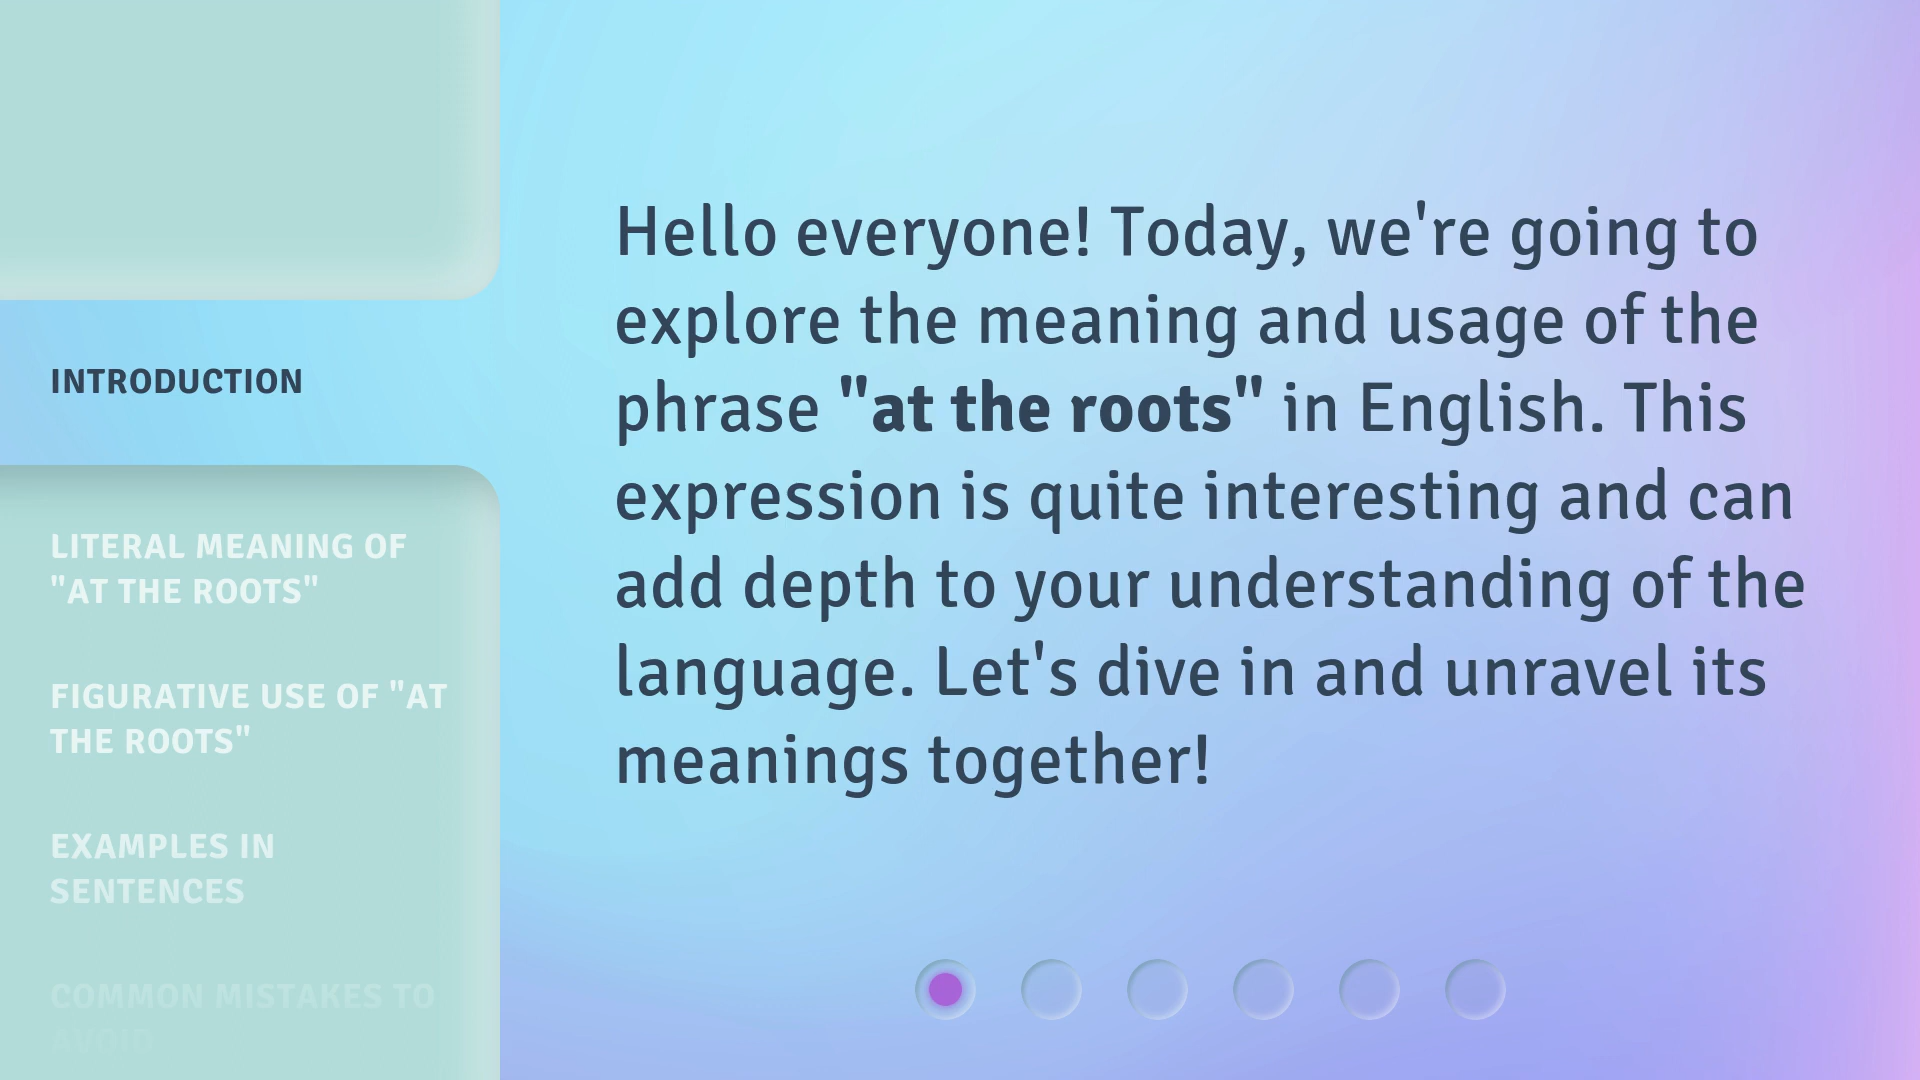 INTRODUCTION
LITERAL MEANING OF
"AT THE ROOTS"
FIGURATIVE USE OF "AT
THE ROOTS"
EXAMPLES IN
SENTENCES
COMMON MISTAKES TO
AVOID
Hello everyone! Today, we're going to
explore the meaning and usage of the
phrase "at the roots" in English. This
expression is quite interesting and can
add depth to your understanding of the
language. Let's dive in and unravel its
meanings together!